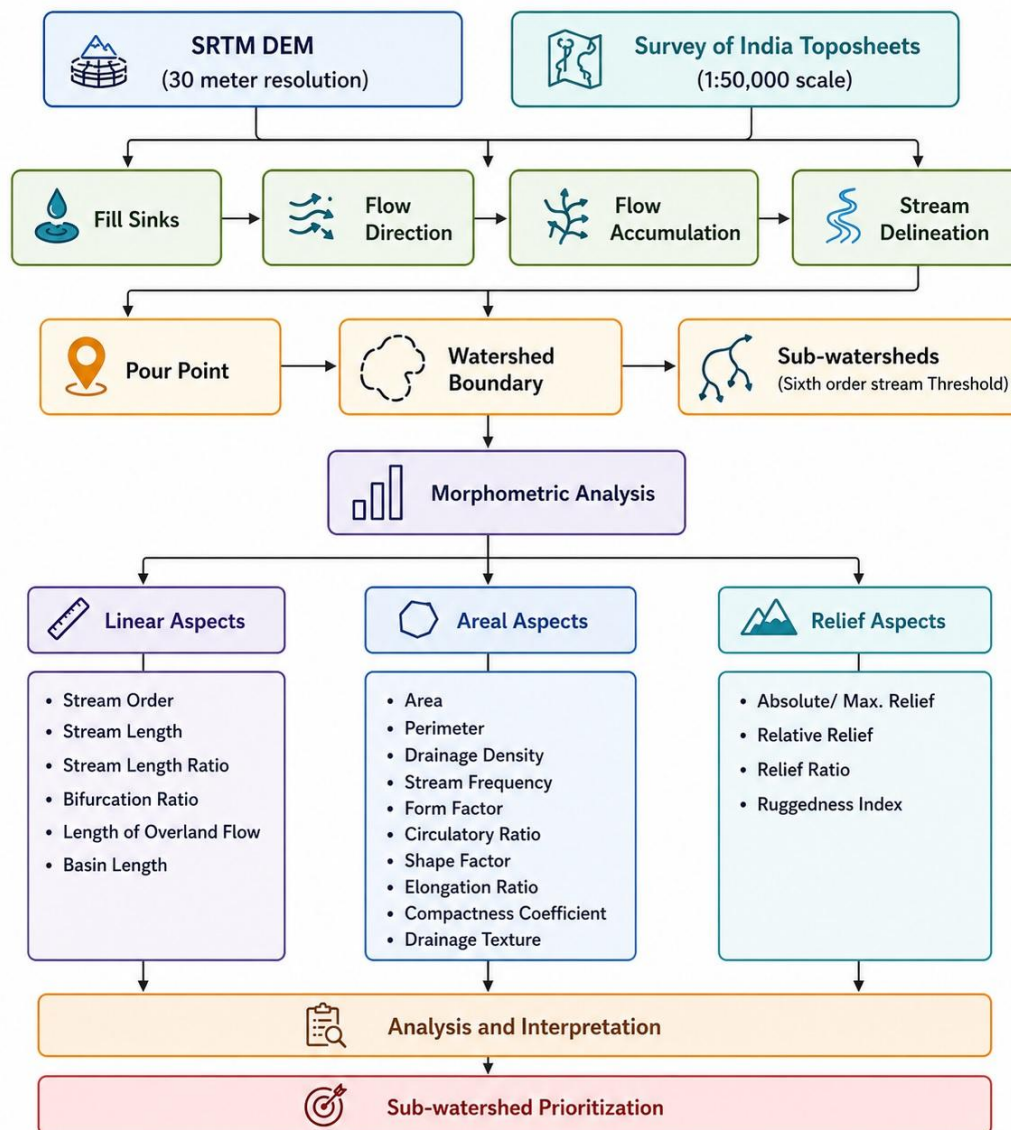 SRTM DEM
(30 meter resolution)
Survey of India Toposheets
(1:50,000 scale)
Fill Sinks
Flow
Direction
Flow
Accumulation
Stream
Delineation
Pour Point
Watershed
Boundary
Sub-watersheds
(Sixth order stream Threshold)
Morphometric Analysis
Linear Aspects
• Stream Order
• Stream Length
• Stream Length Ratio
• Bifurcation Ratio
• Length of Overland Flow
• Basin Length
Areal Aspects
• Area
• Perimeter
• Drainage Density
• Stream Frequency
• Form Factor
• Circulatory Ratio
• Shape Factor
• Elongation Ratio
• Compactness Coefficient
• Drainage Texture
Relief Aspects
• Absolute/ Max. Relief
• Relative Relief
• Relief Ratio
• Ruggedness Index
Analysis and Interpretation
Sub-watershed Prioritization